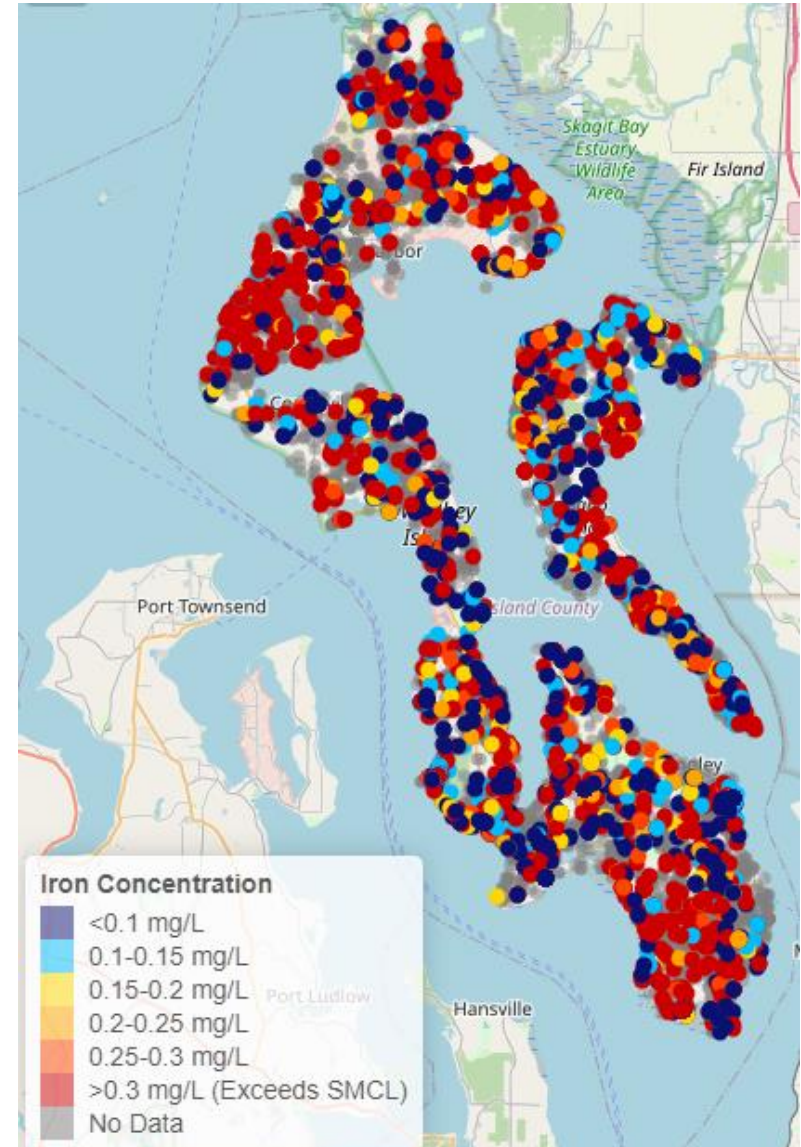 Skagit Bay
Estuary
Wildlife
Area
Fir Island
Port Townsend
Island County
Port Ludlow
Hansville
Iron Concentration
<0.1 mg/L
0.1-0.15 mg/L
0.15-0.2 mg/L
0.2-0.25 mg/L
0.25-0.3 mg/L
>0.3 mg/L (Exceeds SMCL)
No Data